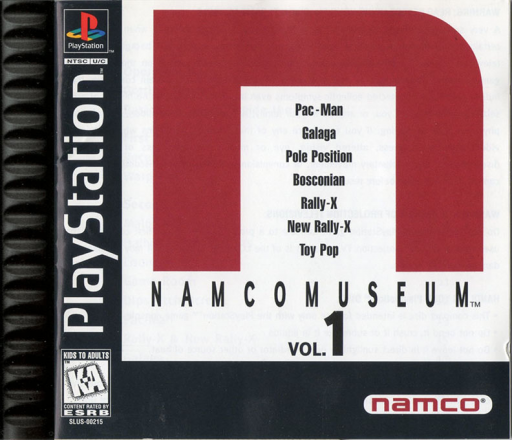 PlayStation
NTSC U/C
PlayStation™
Pac-Man
Galaga
Pole Position
Bosconian
Rally-X
New Rally-X
Toy Pop
NAMCOMUSEUM™
VOL. 1
KIDS TO ADULTS
K-A
CONTENT RATED BY
ESRB
SLUS-00215
namco®